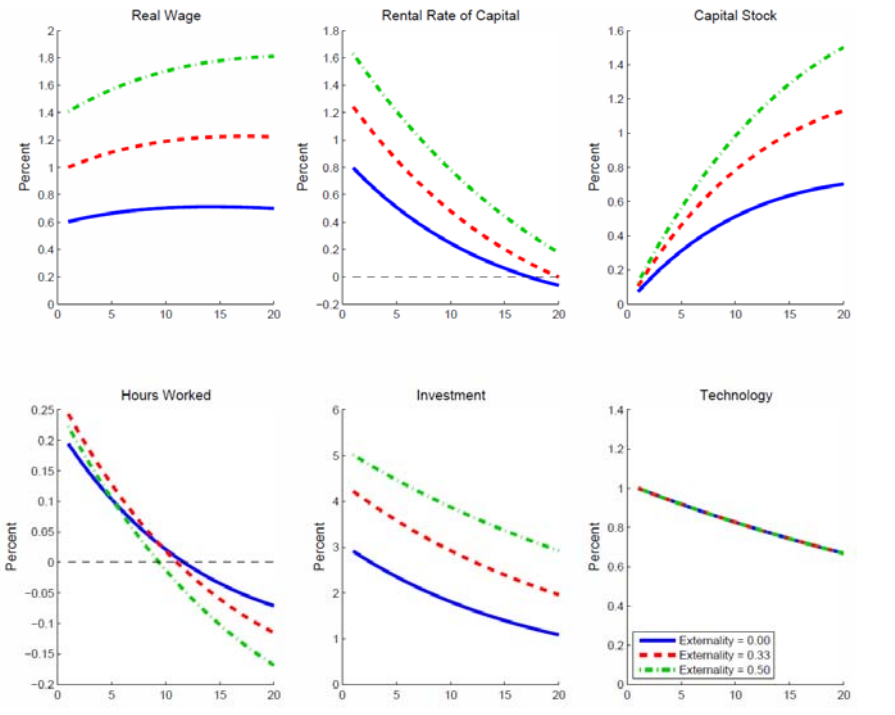 Real Wage
Rental Rate of Capital
Capital Stock
2
1.8
1.6
1.4
1.2
1
0.8
0.6
0.4
0.2
0
Percent
0 5 10 15 20
1.8
1.6
1.4
1.2
1
0.8
0.6
0.4
0.2
0
−0.2
Percent
0 5 10 15 20
1.6
1.4
1.2
1
0.8
0.6
0.4
0.2
0
Percent
0 5 10 15 20
Hours Worked
Investment
Technology
0.25
0.2
0.15
0.1
0.05
0
−0.05
−0.1
−0.15
−0.2
Percent
0 5 10 15 20
6
5
4
3
2
1
0
Percent
0 5 10 15 20
1.4
1.2
1
0.8
0.6
0.4
0.2
0
Percent
Externality = 0.00
Externality = 0.33
Externality = 0.50
0 5 10 15 20